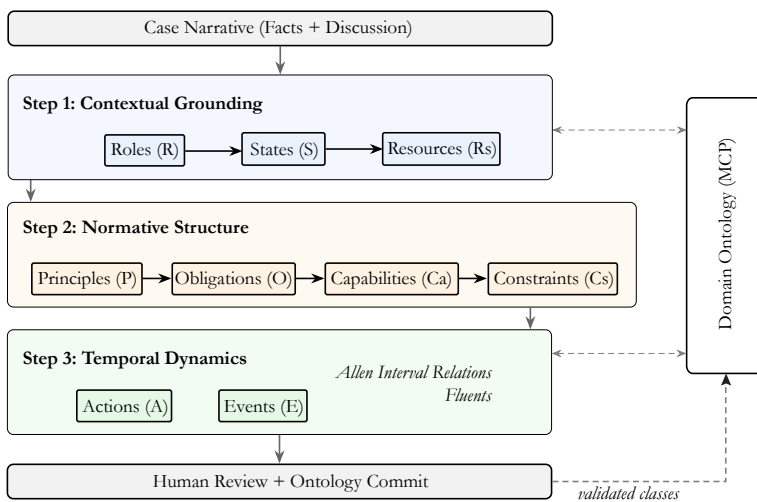 Case Narrative (Facts + Discussion)
Step 1: Contextual Grounding
Roles (R)
States (S)
Resources (Rs)
Step 2: Normative Structure
Principles (P)
Obligations (O)
Capabilities (Ca)
Constraints (Cs)
Step 3: Temporal Dynamics
Allen Interval Relations
Fluents
Actions (A)
Events (E)
Human Review + Ontology Commit
validated classes
Domain Ontology (MCP)